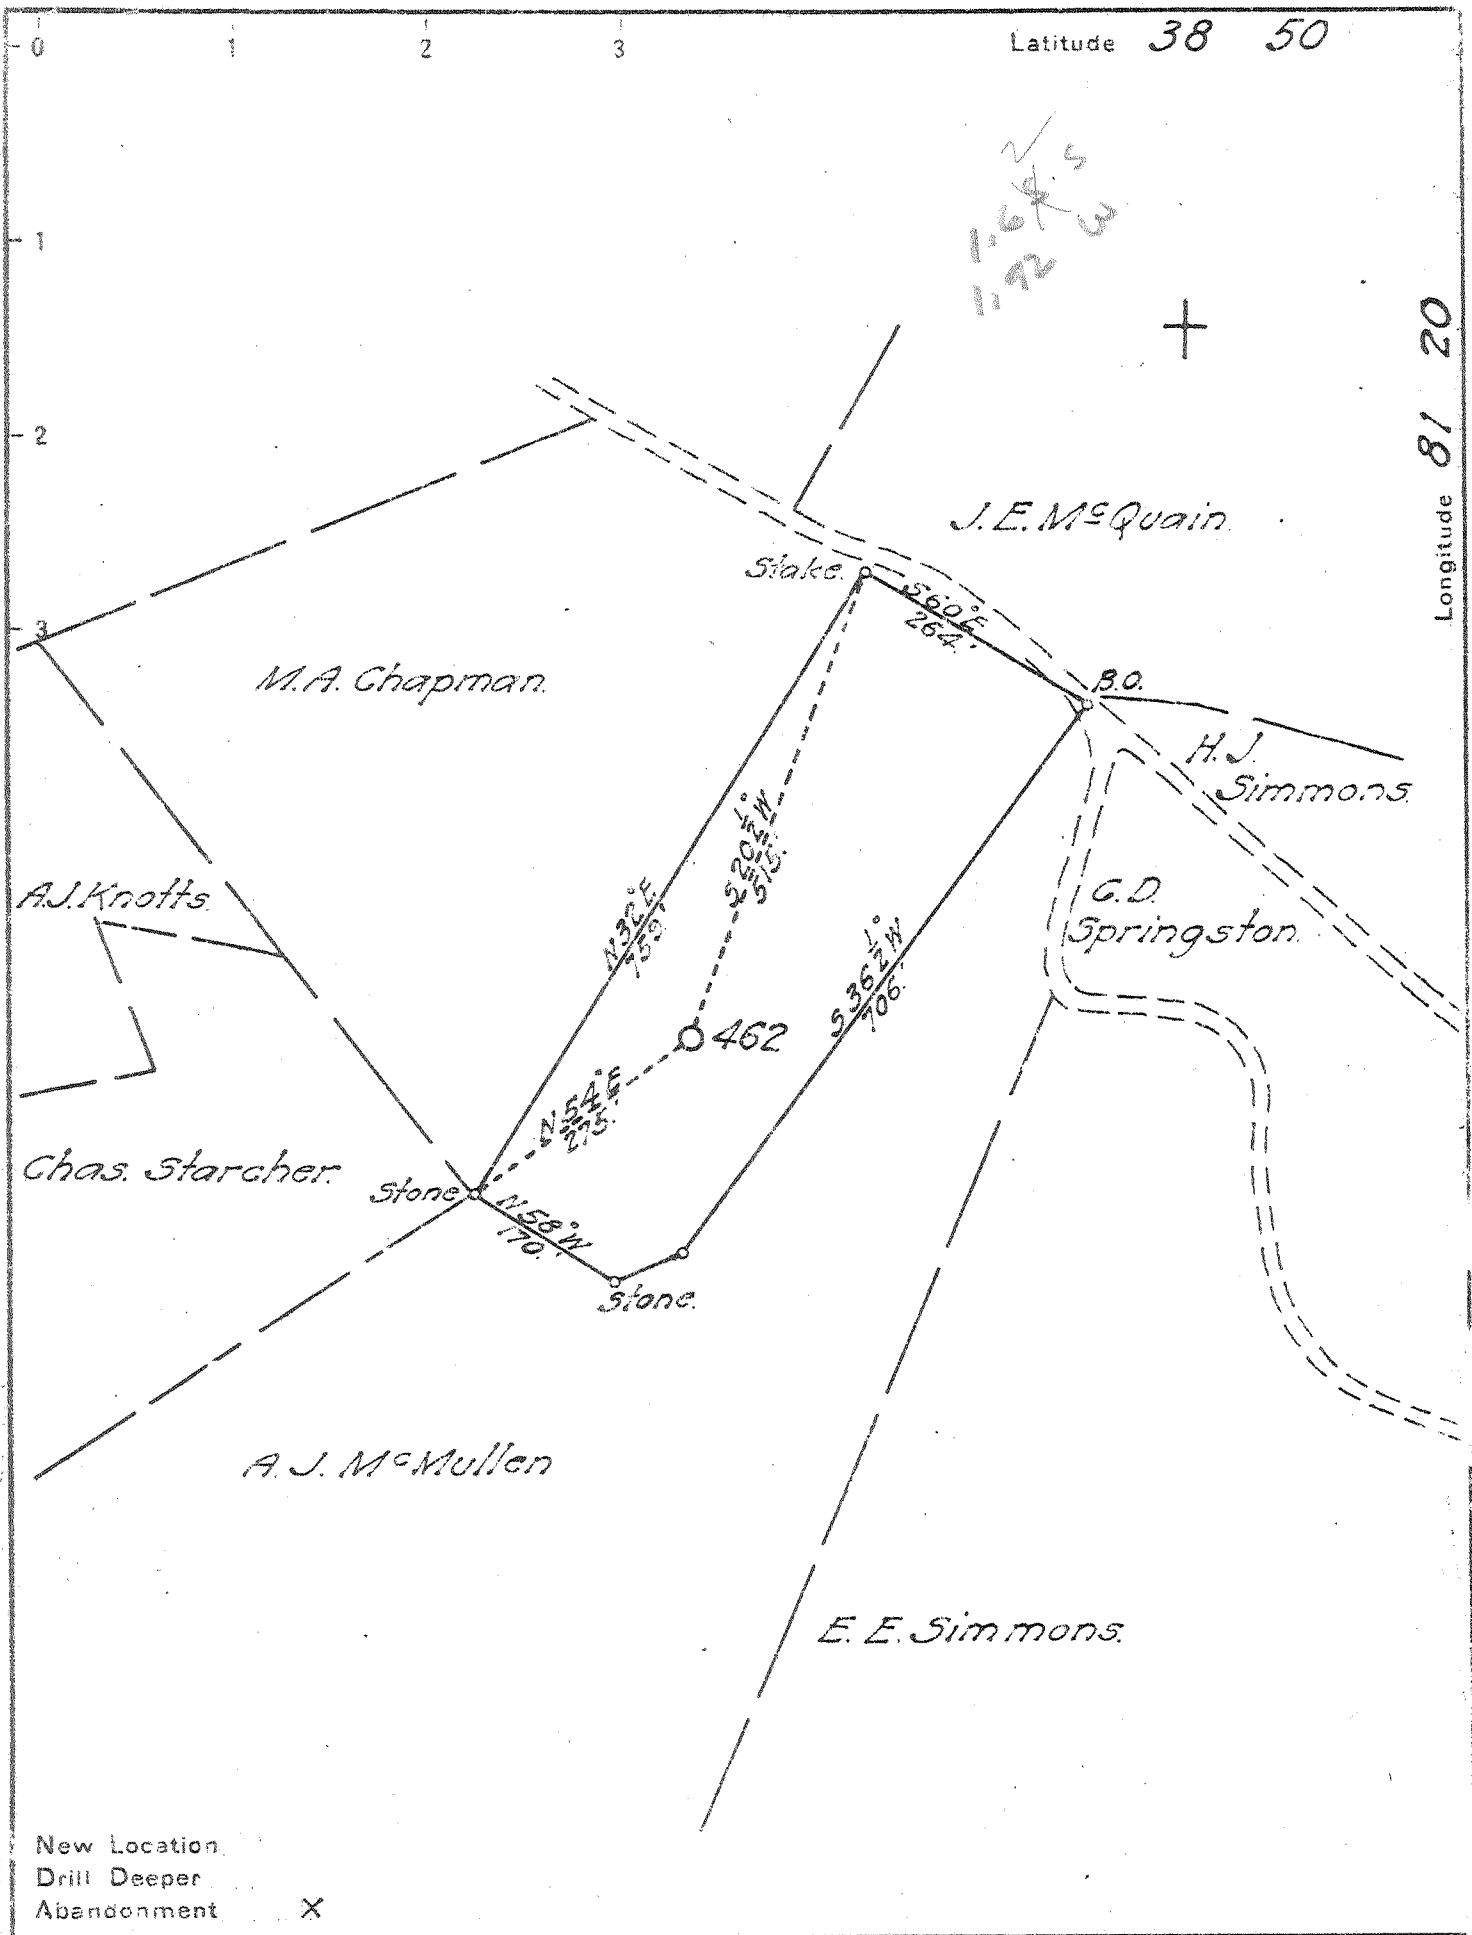 0 1 2 3 Latitude 38 50
1.6 S
1
1.92 W
Longitude 81 20
2
J.E. McQuain.
Stake.
S60°E
264.'
3
M.A. Chapman.
B.O.
H.J.
Simmons.
S 20½°W
515.'
A.J. Knotts.
N32°E
759.'
C.D.
Springston.
S 36½°W
706.'
462
N54°E
275.'
Chas. Starcher.
Stone
N58°W
170.'
Stone.
A.J. McMullen
E.E. Simmons.
New Location
Drill Deeper
Abandonment X